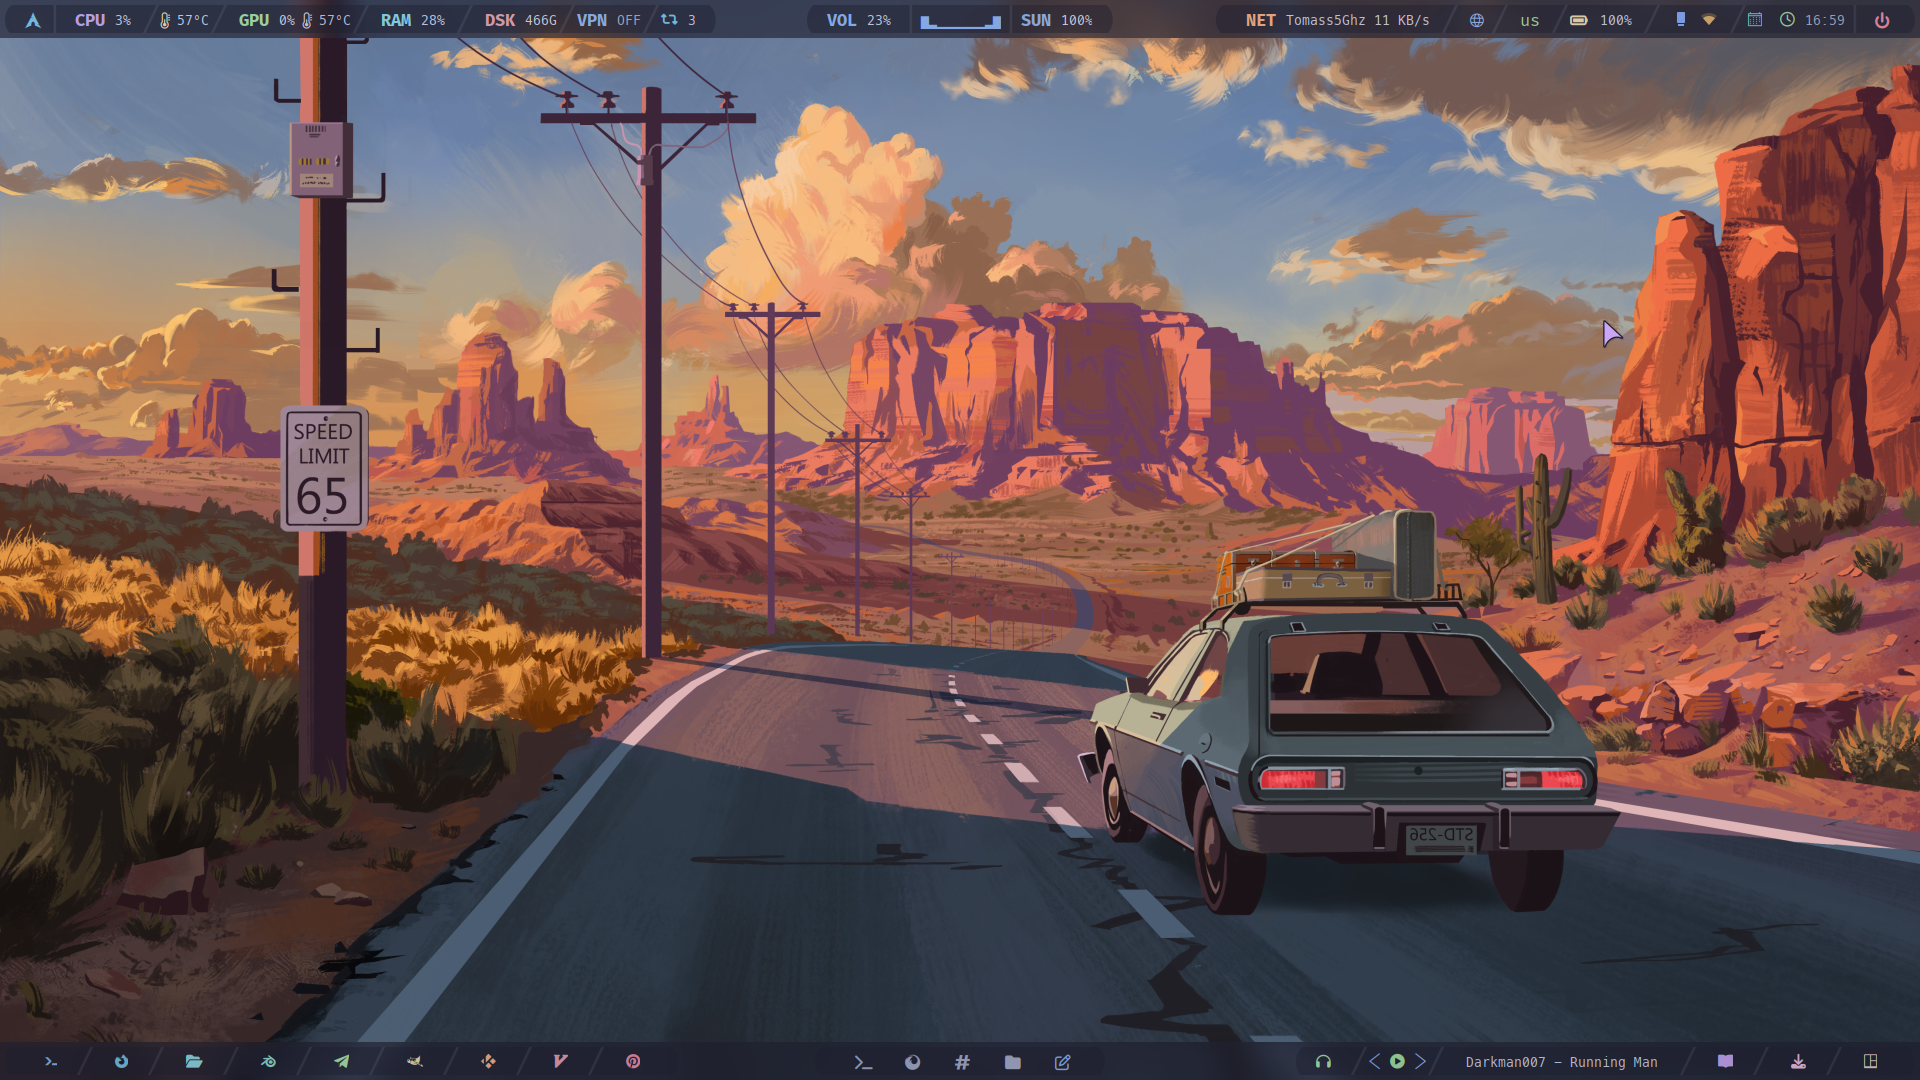 CPU 3% 57°C GPU 0% 57°C RAM 28% DSK 466G VPN OFF 3 VOL 23% SUN 100% NET Tomass5Ghz 11 KB/s us 100% 16:59
SPEED
LIMIT
65
STD-256
Darkman007 – Running Man